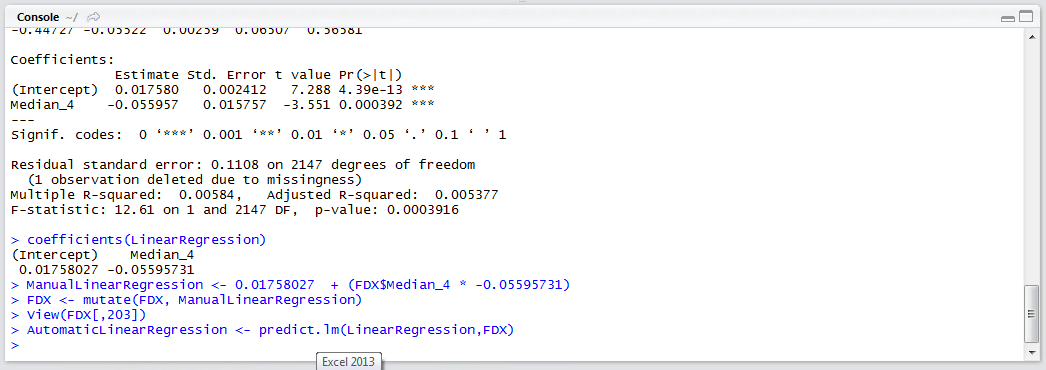 Console ~/
-0.44727 -0.05522 0.00259 0.06507 0.56581
Coefficients:
Estimate Std. Error t value Pr(>|t|)
(Intercept) 0.017580 0.002412 7.288 4.39e-13 ***
Median_4 -0.055957 0.015757 -3.551 0.000392 ***
---
Signif. codes: 0 ‘***’ 0.001 ‘**’ 0.01 ‘*’ 0.05 ‘.’ 0.1 ‘ ’ 1
Residual standard error: 0.1108 on 2147 degrees of freedom
(1 observation deleted due to missingness)
Multiple R-squared: 0.00584, Adjusted R-squared: 0.005377
F-statistic: 12.61 on 1 and 2147 DF, p-value: 0.0003916
> coefficients(LinearRegression)
(Intercept) Median_4
0.01758027 -0.05595731
> ManualLinearRegression <- 0.01758027 + (FDX$Median_4 * -0.05595731)
> FDX <- mutate(FDX, ManualLinearRegression)
> View(FDX[,203])
> AutomaticLinearRegression <- predict.lm(LinearRegression,FDX)
>
Excel 2013